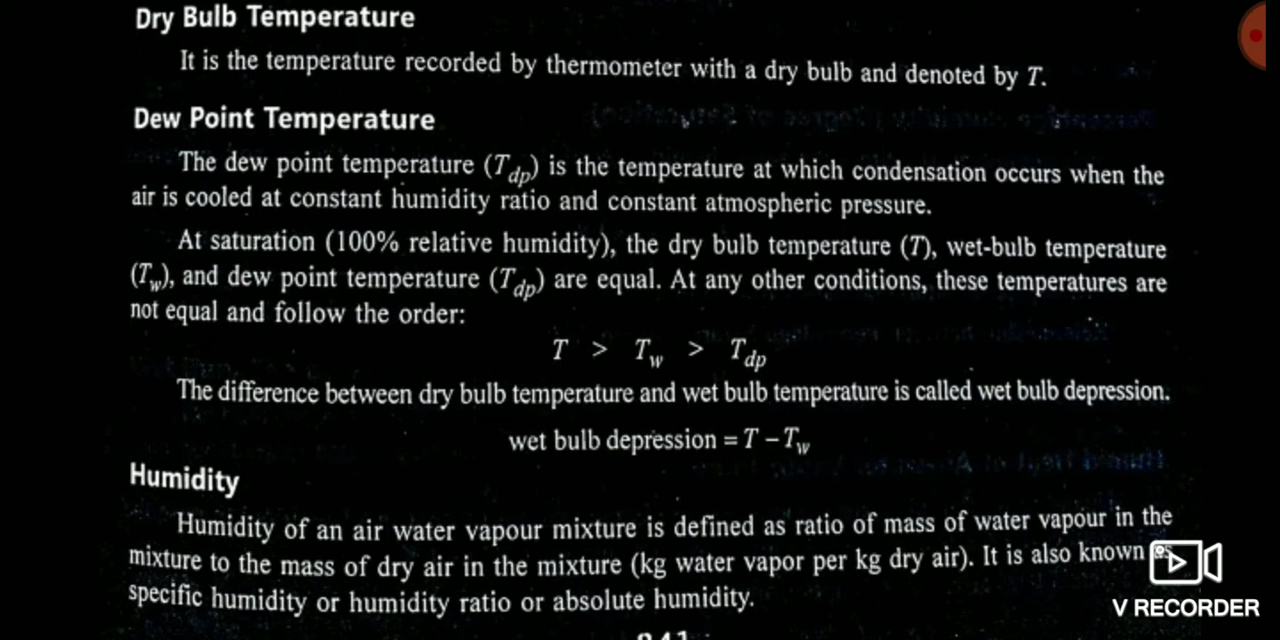 Dry Bulb Temperature
It is the temperature recorded by thermometer with a dry bulb and denoted by T.
Dew Point Temperature
The dew point temperature (T_dp) is the temperature at which condensation occurs when the
air is cooled at constant humidity ratio and constant atmospheric pressure.
At saturation (100% relative humidity), the dry bulb temperature (T), wet-bulb temperature
(T_w), and dew point temperature (T_dp) are equal. At any other conditions, these temperatures are
not equal and follow the order:
T > T_w > T_dp
The difference between dry bulb temperature and wet bulb temperature is called wet bulb depression.
wet bulb depression = T – T_w
Humidity
Humidity of an air water vapour mixture is defined as ratio of mass of water vapour in the
mixture to the mass of dry air in the mixture (kg water vapor per kg dry air). It is also known
specific humidity or humidity ratio or absolute humidity.
V RECORDER